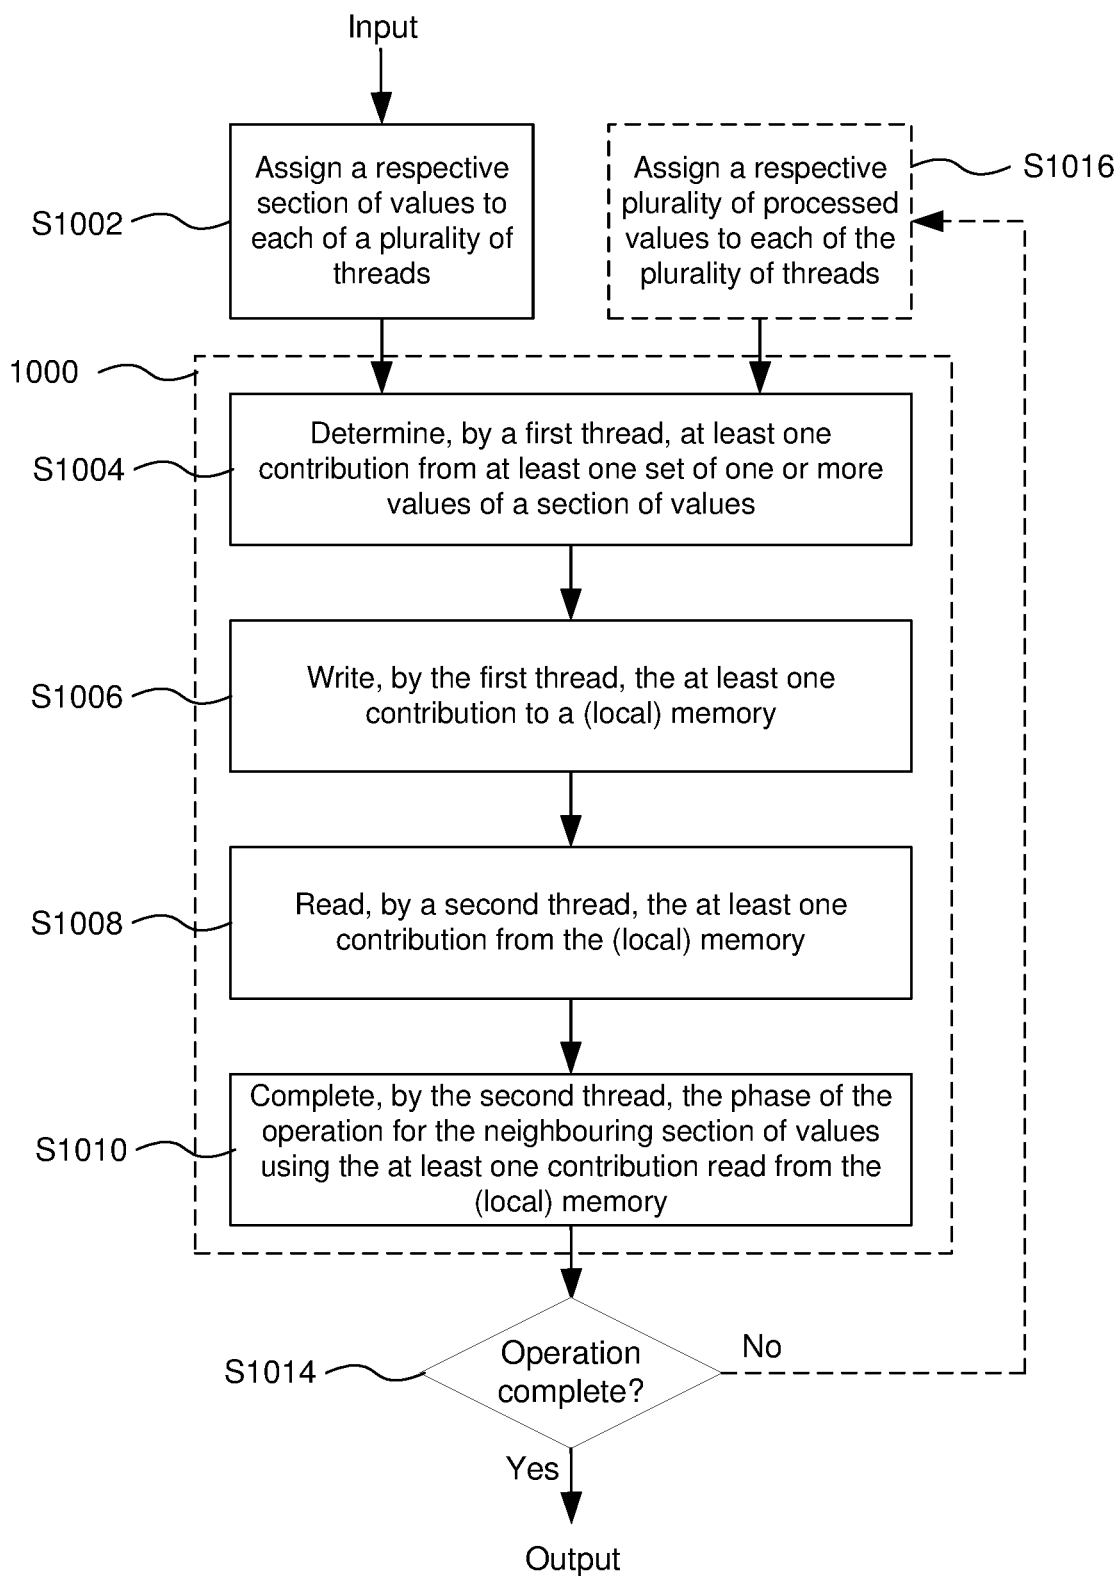 Input
Assign a respective
section of values to
each of a plurality of
threads
S1002
Assign a respective
plurality of processed
values to each of the
plurality of threads
S1016
1000
Determine, by a first thread, at least one
contribution from at least one set of one or more
values of a section of values
S1004
Write, by the first thread, the at least one
contribution to a (local) memory
S1006
Read, by a second thread, the at least one
contribution from the (local) memory
S1008
Complete, by the second thread, the phase of the
operation for the neighbouring section of values
using the at least one contribution read from the
(local) memory
S1010
Operation
complete?
S1014
No
Yes
Output